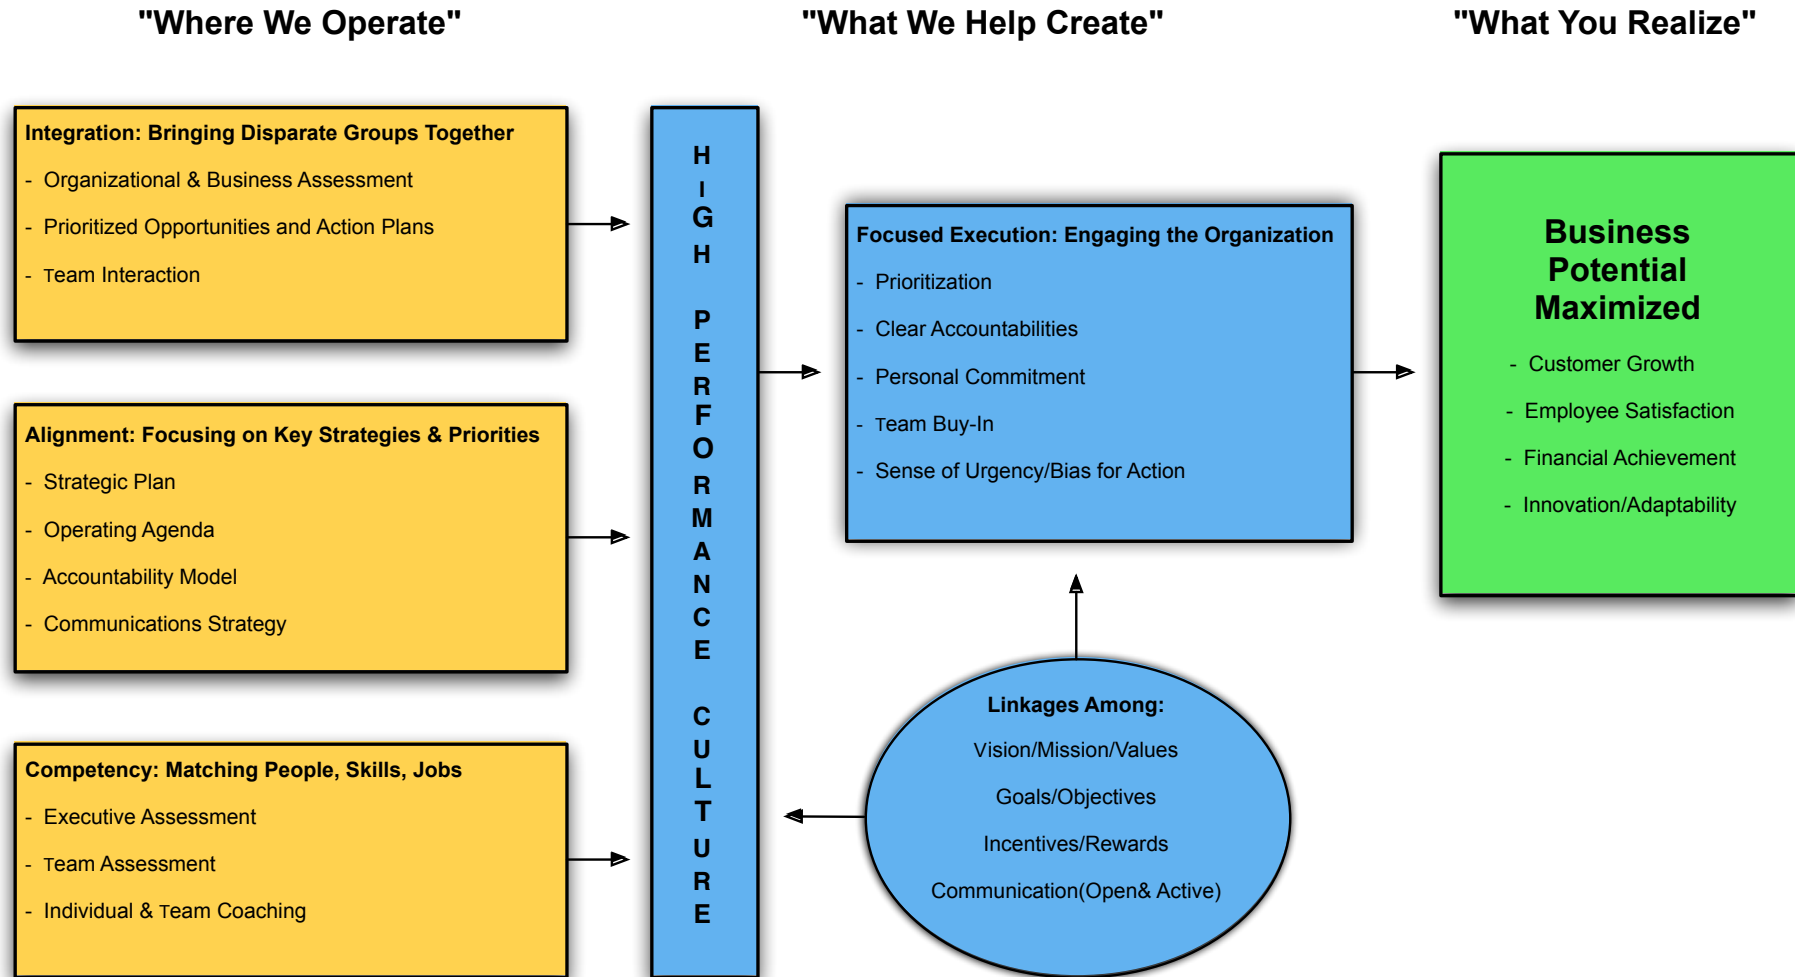 "Where We Operate"
"What We Help Create"
"What You Realize"
Integration: Bringing Disparate Groups Together
- Organizational & Business Assessment
- Prioritized Opportunities and Action Plans
- Team Interaction
Alignment: Focusing on Key Strategies & Priorities
- Strategic Plan
- Operating Agenda
- Accountability Model
- Communications Strategy
Competency: Matching People, Skills, Jobs
- Executive Assessment
- Team Assessment
- Individual & Team Coaching
HIGH PERFORMANCE CULTURE
Focused Execution: Engaging the Organization
- Prioritization
- Clear Accountabilities
- Personal Commitment
- Team Buy-In
- Sense of Urgency/Bias for Action
Linkages Among:
Vision/Mission/Values
Goals/Objectives
Incentives/Rewards
Communication(Open& Active)
Business
Potential
Maximized
- Customer Growth
- Employee Satisfaction
- Financial Achievement
- Innovation/Adaptability